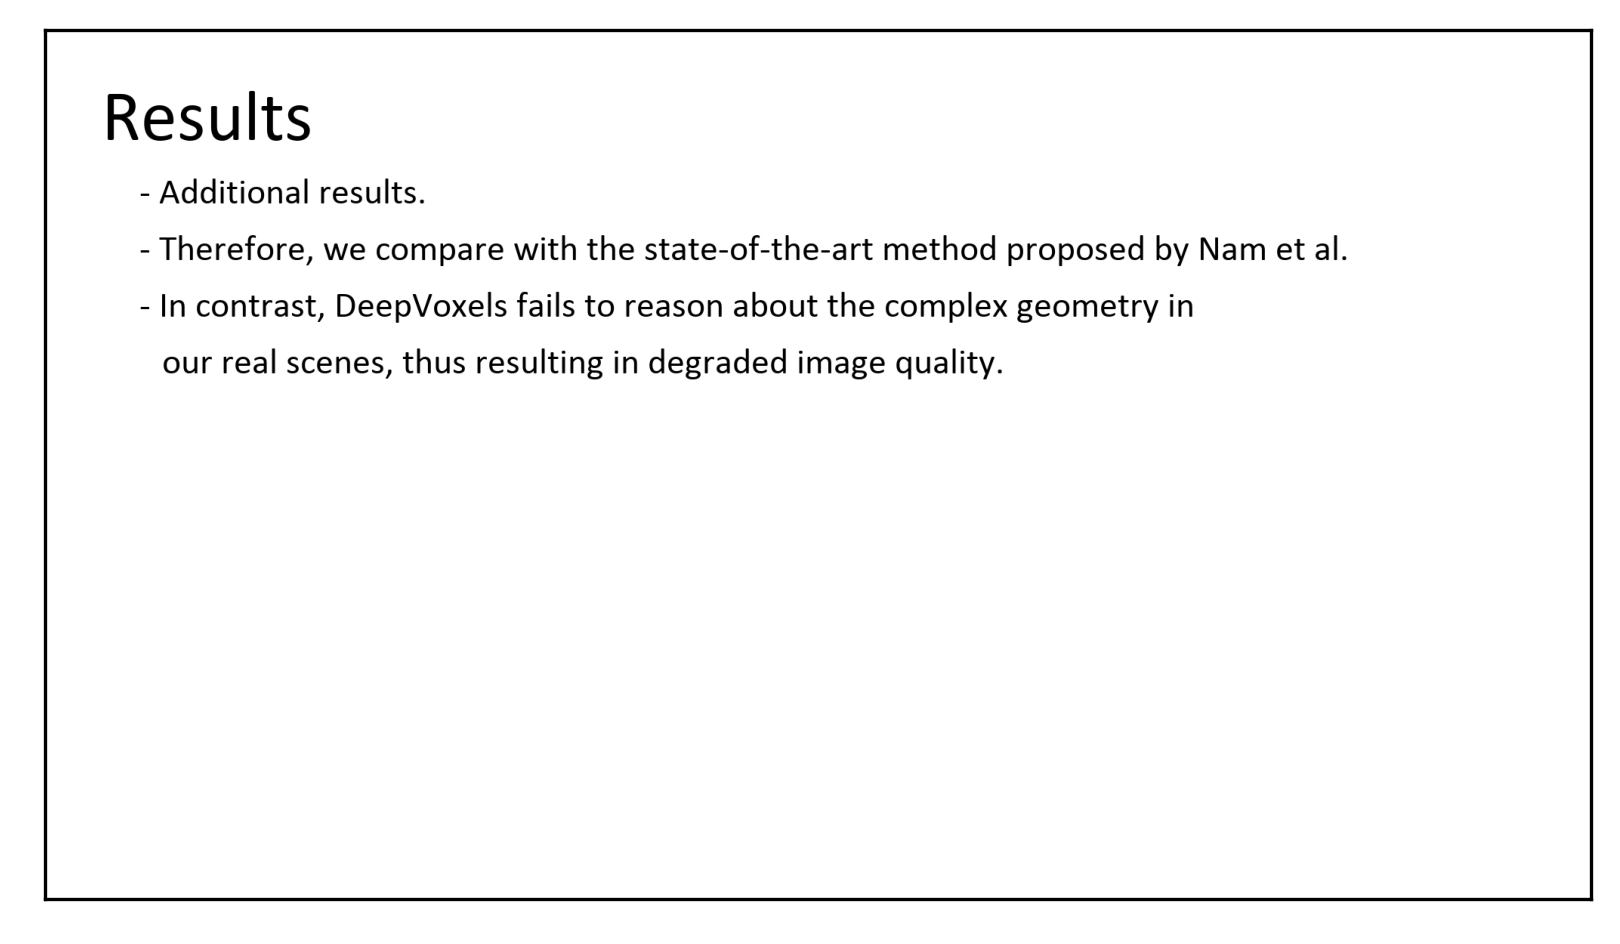 Results
- Additional results.
- Therefore, we compare with the state-of-the-art method proposed by Nam et al.
- In contrast, DeepVoxels fails to reason about the complex geometry in
our real scenes, thus resulting in degraded image quality.